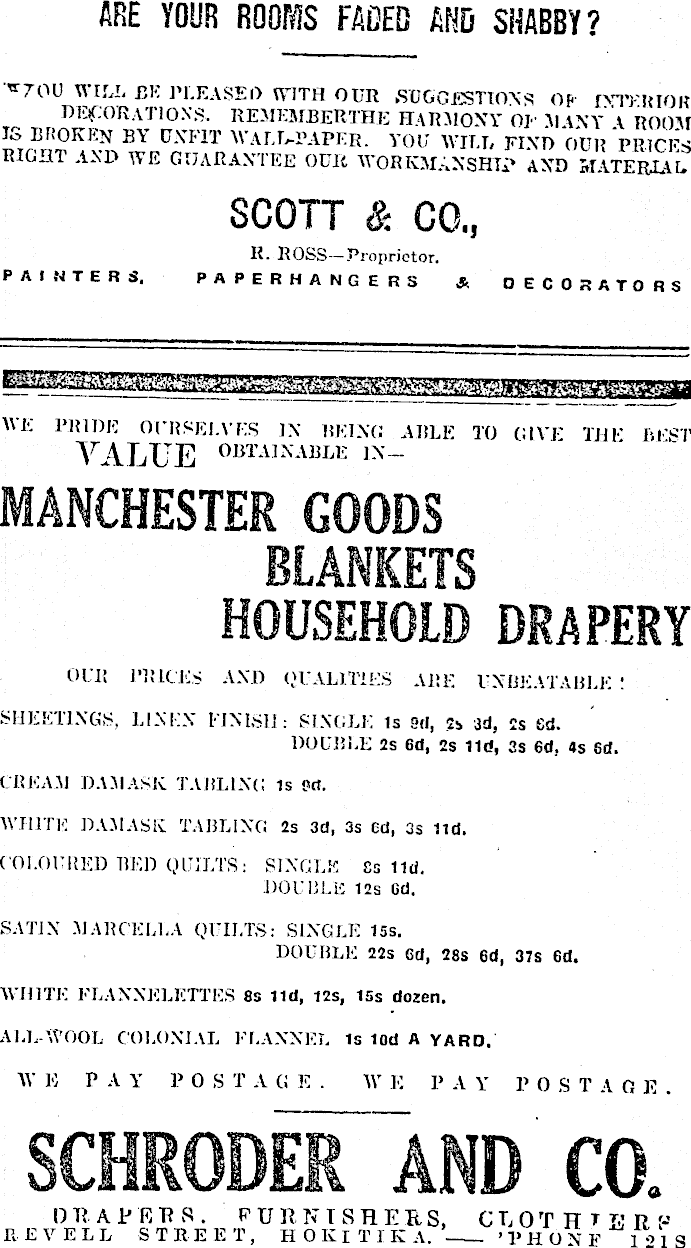 ARE YOUR ROOMS FADED AND SHABBY?
YOU WILL BE PLEASED WITH OUR SUGGESTIONS OF INTERIOR
DECORATIONS. REMEMBERTHE HARMONY OF MANY A ROOM
IS BROKEN BY UNFIT WALL-PAPER. YOU WILL FIND OUR PRICES
RIGHT AND WE GUARANTEE OUR WORKMANSHIP AND MATERIAL.
SCOTT & CO.,
R. ROSS—Proprietor.
PAINTERS, PAPERHANGERS & DECORATORS
WE PRIDE OURSELVES IN BEING ABLE TO GIVE THE BEST
VALUE OBTAINABLE IN—
MANCHESTER GOODS
BLANKETS
HOUSEHOLD DRAPERY
OUR PRICES AND QUALITIES ARE UNBEATABLE!
SHEETINGS, LINEN FINISH: SINGLE 1s 9d, 2s 3d, 2s 6d.
DOUBLE 2s 6d, 2s 11d, 3s 6d, 4s 6d.
CREAM DAMASK TABLING 1s 9d.
WHITE DAMASK TABLING 2s 3d, 3s 6d, 3s 11d.
COLOURED BED QUILTS: SINGLE 8s 11d.
DOUBLE 12s 6d.
SATIN MARCELLA QUILTS: SINGLE 15s.
DOUBLE 22s 6d, 28s 6d, 37s 6d.
WHITE FLANNELETTES 8s 11d, 12s, 15s dozen.
ALL-WOOL COLONIAL FLANNEL 1s 10d A YARD.
WE PAY POSTAGE. WE PAY POSTAGE.
SCHRODER AND CO.
DRAPERS. FURNISHERS, CLOTHIERS
REVELL STREET, HOKITIKA. — 'PHONE 121S